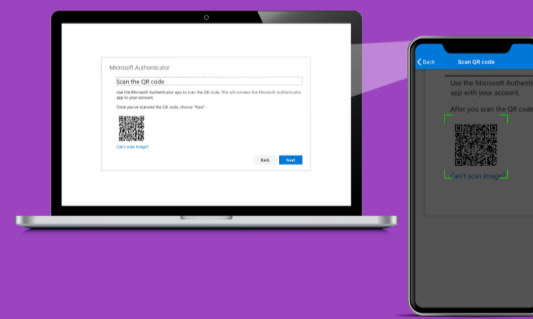 Microsoft Authenticator
Scan the QR code
Use the Microsoft Authenticator app to scan the QR code. This will connect the Microsoft Authenticator
app to your account.
Once you've scanned the QR code, choose "Next".
Can't scan image?
Back
Next
Back
Scan QR code
Use the Microsoft Authenti
app with your account.
After you scan the QR code
Can't scan image?